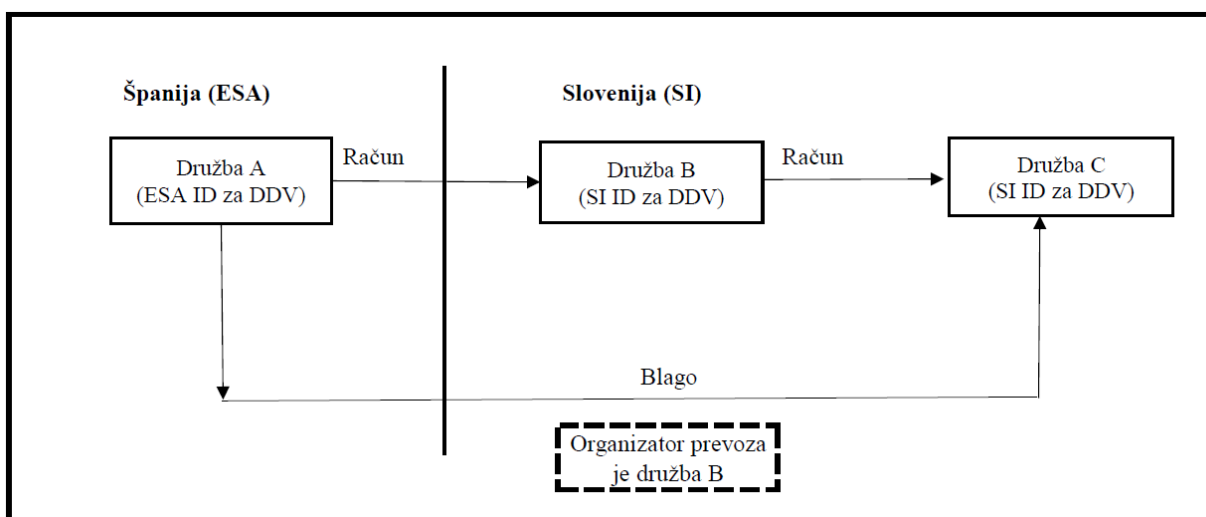 Španija (ESA)
Slovenija (SI)
Družba A
(ESA ID za DDV)
Račun
Družba B
(SI ID za DDV)
Račun
Družba C
(SI ID za DDV)
Blago
Organizator prevoza
je družba B